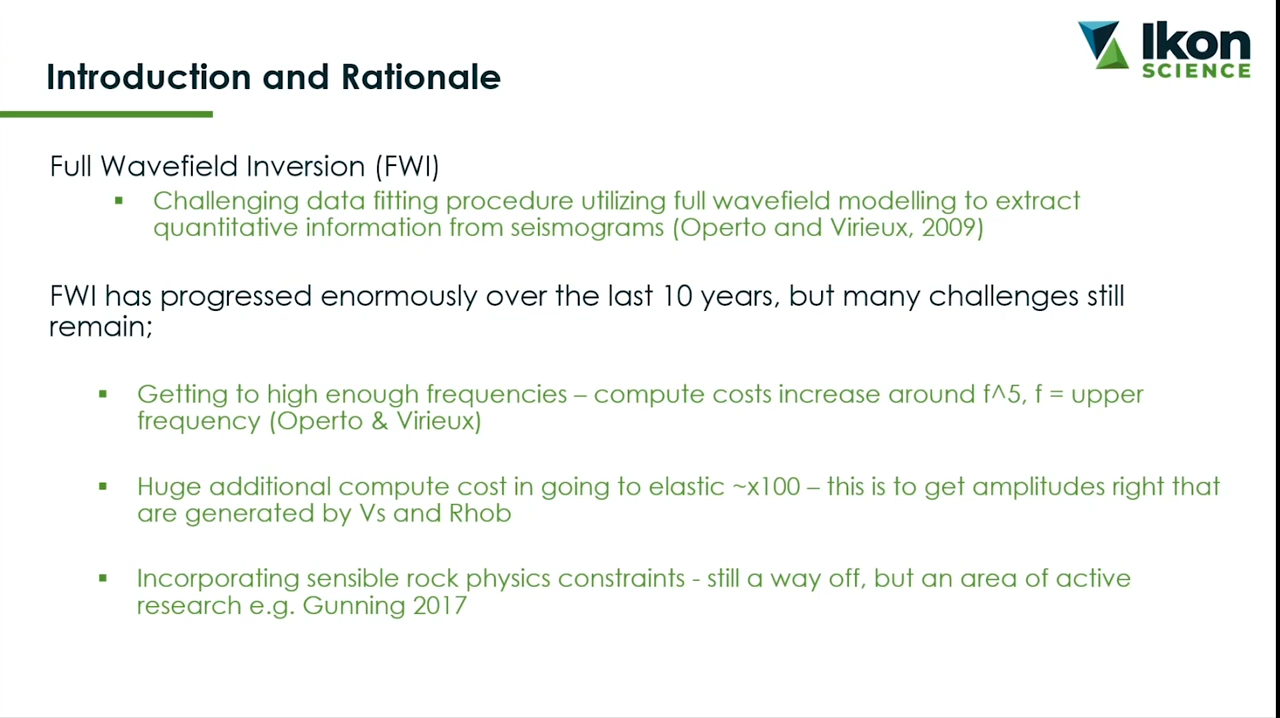 Ikon
SCIENCE
Introduction and Rationale
Full Wavefield Inversion (FWI)
▪ Challenging data fitting procedure utilizing full wavefield modelling to extract
quantitative information from seismograms (Operto and Virieux, 2009)
FWI has progressed enormously over the last 10 years, but many challenges still
remain;
▪ Getting to high enough frequencies – compute costs increase around f^5, f = upper
frequency (Operto & Virieux)
▪ Huge additional compute cost in going to elastic ~x100 – this is to get amplitudes right that
are generated by Vs and Rhob
▪ Incorporating sensible rock physics constraints - still a way off, but an area of active
research e.g. Gunning 2017